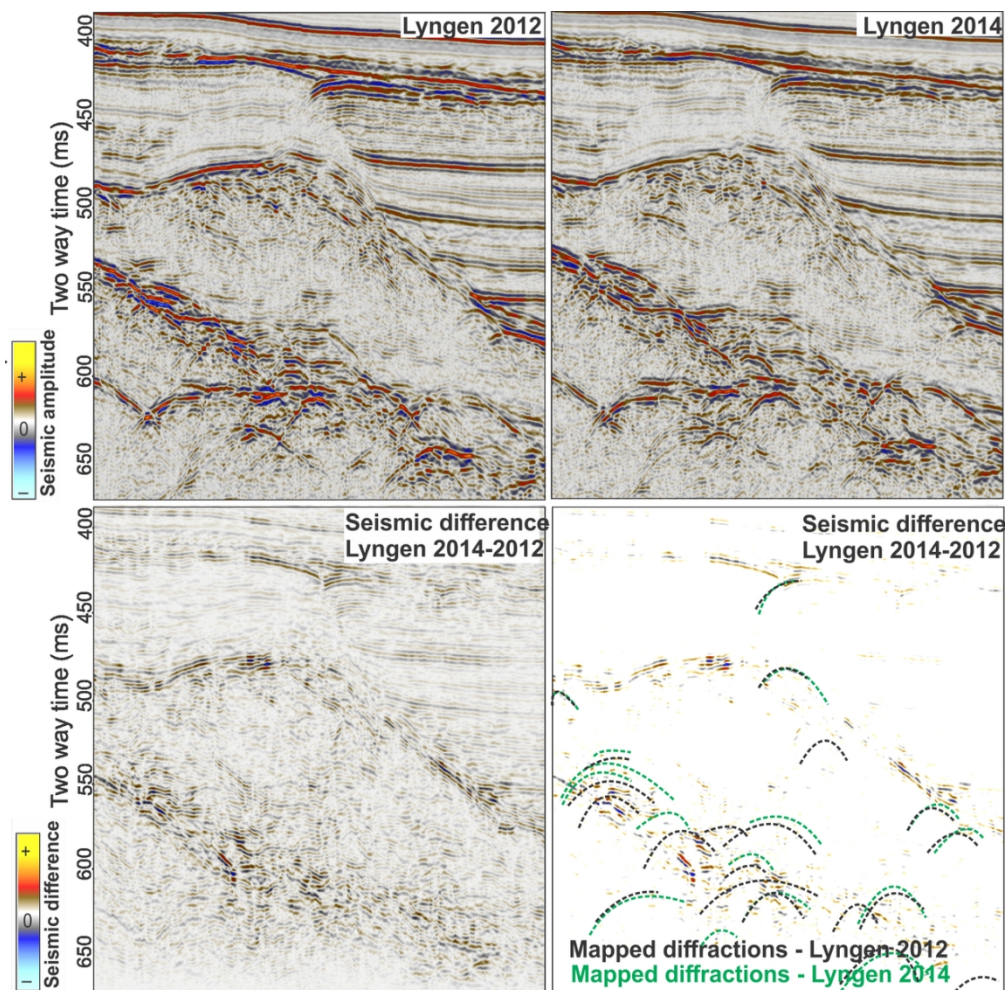 Lyngen 2012
Lyngen 2014
400
450
500
550
600
650
Two way time (ms)
+
0
–
Seismic amplitude
Seismic difference
Lyngen 2014-2012
Seismic difference
Lyngen 2014-2012
400
450
500
550
600
650
Two way time (ms)
+
0
–
Seismic difference
Mapped diffractions - Lyngen 2012
Mapped diffractions - Lyngen 2014